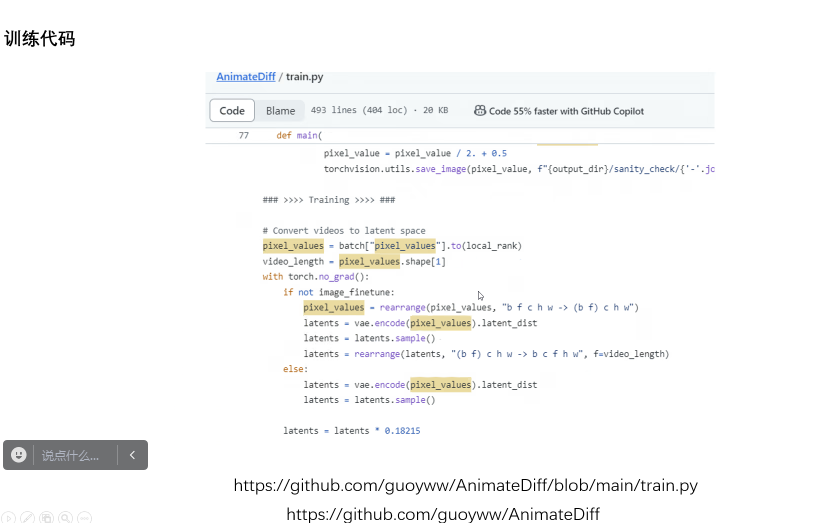 训练代码
AnimateDiff / train.py
Code Blame 493 lines (404 loc) · 20 KB Code 55% faster with GitHub Copilot
77 def main(
pixel_value = pixel_value / 2. + 0.5
torchvision.utils.save_image(pixel_value, f"{output_dir}/sanity_check/{'-'.jo
### >>>> Training >>>> ###
# Convert videos to latent space
pixel_values = batch["pixel_values"].to(local_rank)
video_length = pixel_values.shape[1]
with torch.no_grad():
if not image_finetune:
pixel_values = rearrange(pixel_values, "b f c h w -> (b f) c h w")
latents = vae.encode(pixel_values).latent_dist
latents = latents.sample()
latents = rearrange(latents, "(b f) c h w -> b c f h w", f=video_length)
else:
latents = vae.encode(pixel_values).latent_dist
latents = latents.sample()
latents = latents * 0.18215
说点什么...
https://github.com/guoyww/AnimateDiff/blob/main/train.py
https://github.com/guoyww/AnimateDiff